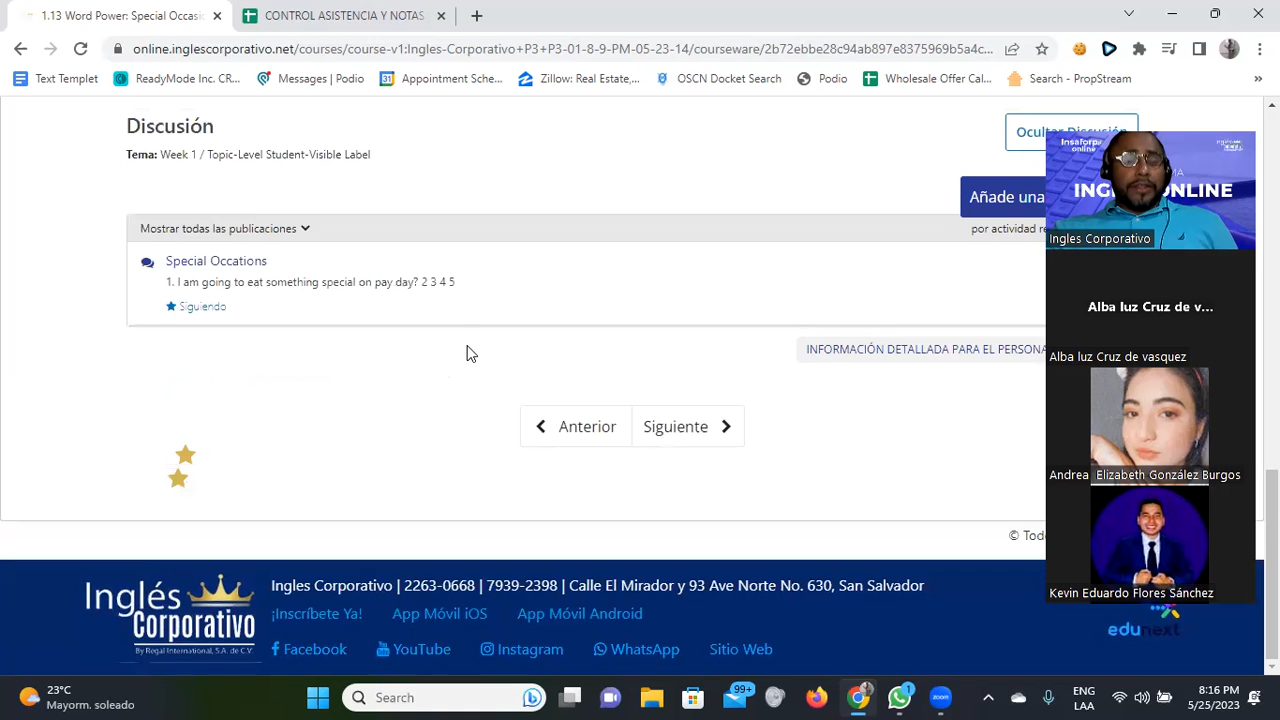 1.13 Word Power: Special Occasi
CONTROL ASISTENCIA Y NOTAS
online.inglescorporativo.net/courses/course-v1:Ingles-Corporativo+P3+P3-01-8-9-PM-05-23-14/courseware/2b72ebbe28c94ab897e8375969b5a4c...
Text Templet
ReadyMode Inc. CR...
Messages | Podio
Appointment Sche...
Zillow: Real Estate,...
OSCN Docket Search
Podio
Wholesale Offer Cal...
Search - PropStream
Discusión
Tema: Week 1 / Topic-Level Student-Visible Label
Añade una
Mostrar todas las publicaciones
por actividad re
Special Occations
1. I am going to eat something special on pay day? 2 3 4 5
Siguiendo
INFORMACIÓN DETALLADA PARA EL PERSONA
Anterior
Siguiente
Ingles Corporativo
Alba luz Cruz de v...
Alba luz Cruz de vasquez
Andrea Elizabeth González Burgos
Kevin Eduardo Flores Sánchez
© Tod
Inglés
Corporativo
By Regal International, S.A. de C.V.
Ingles Corporativo | 2263-0668 | 7939-2398 | Calle El Mirador y 93 Ave Norte No. 630, San Salvador
¡Inscríbete Ya!
App Móvil iOS
App Móvil Android
Facebook
YouTube
Instagram
WhatsApp
Sitio Web
edunext
23°C
Mayorm. soleado
Search
99+
1
ENG
LAA
8:16 PM
5/25/2023